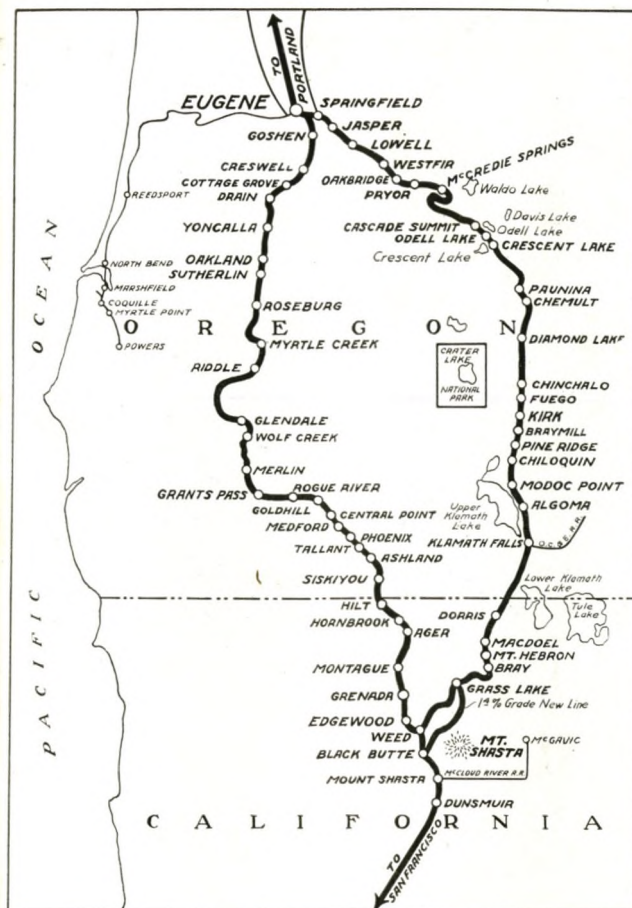 TO
PORTLAND
EUGENE
SPRINGFIELD
GOSHEN
JASPER
LOWELL
CRESWELL
WESTFIR
McCREDIE SPRINGS
COTTAGE GROVE
OAKBRIDGE
DRAIN
PRYOR
Waldo Lake
REEDSPORT
Davis Lake
YONCALLA
CASCADE SUMMIT
Odell Lake
ODELL LAKE
CRESCENT LAKE
Crescent Lake
OAKLAND
NORTH BEND
SUTHERLIN
MARSHFIELD
PAUNINA
COQUILLE
ROSEBURG
CHEMULT
MYRTLE POINT
OREGON
POWERS
MYRTLE CREEK
DIAMOND LAKE
CRATER
LAKE
NATIONAL
PARK
RIDDLE
CHINCHALO
FUEGO
GLENDALE
KIRK
WOLF CREEK
BRAYMILL
PINE RIDGE
MERLIN
CHILOQUIN
GRANTS PASS
ROGUE RIVER
MODOC POINT
GOLDHILL
CENTRAL POINT
Upper
Klamath
Lake
ALGOMA
MEDFORD
PHOENIX
KLAMATH FALLS
O.C.&E.R.R.
TALLANT
ASHLAND
SISKIYOU
Lower Klamath
Lake
HILT
DORRIS
Tule
Lake
HORNBROOK
AGER
MACDOEL
MT. HEBRON
MONTAGUE
BRAY
GRASS LAKE
GRENADA
Grade New Line
EDGEWOOD
WEED
MT.
SHASTA
McGAVIC
BLACK BUTTE
MOUNT SHASTA
McCLOUD RIVER R.R.
DUNSMUIR
CALIFORNIA
TO
SAN FRANCISCO
PACIFIC
OCEAN